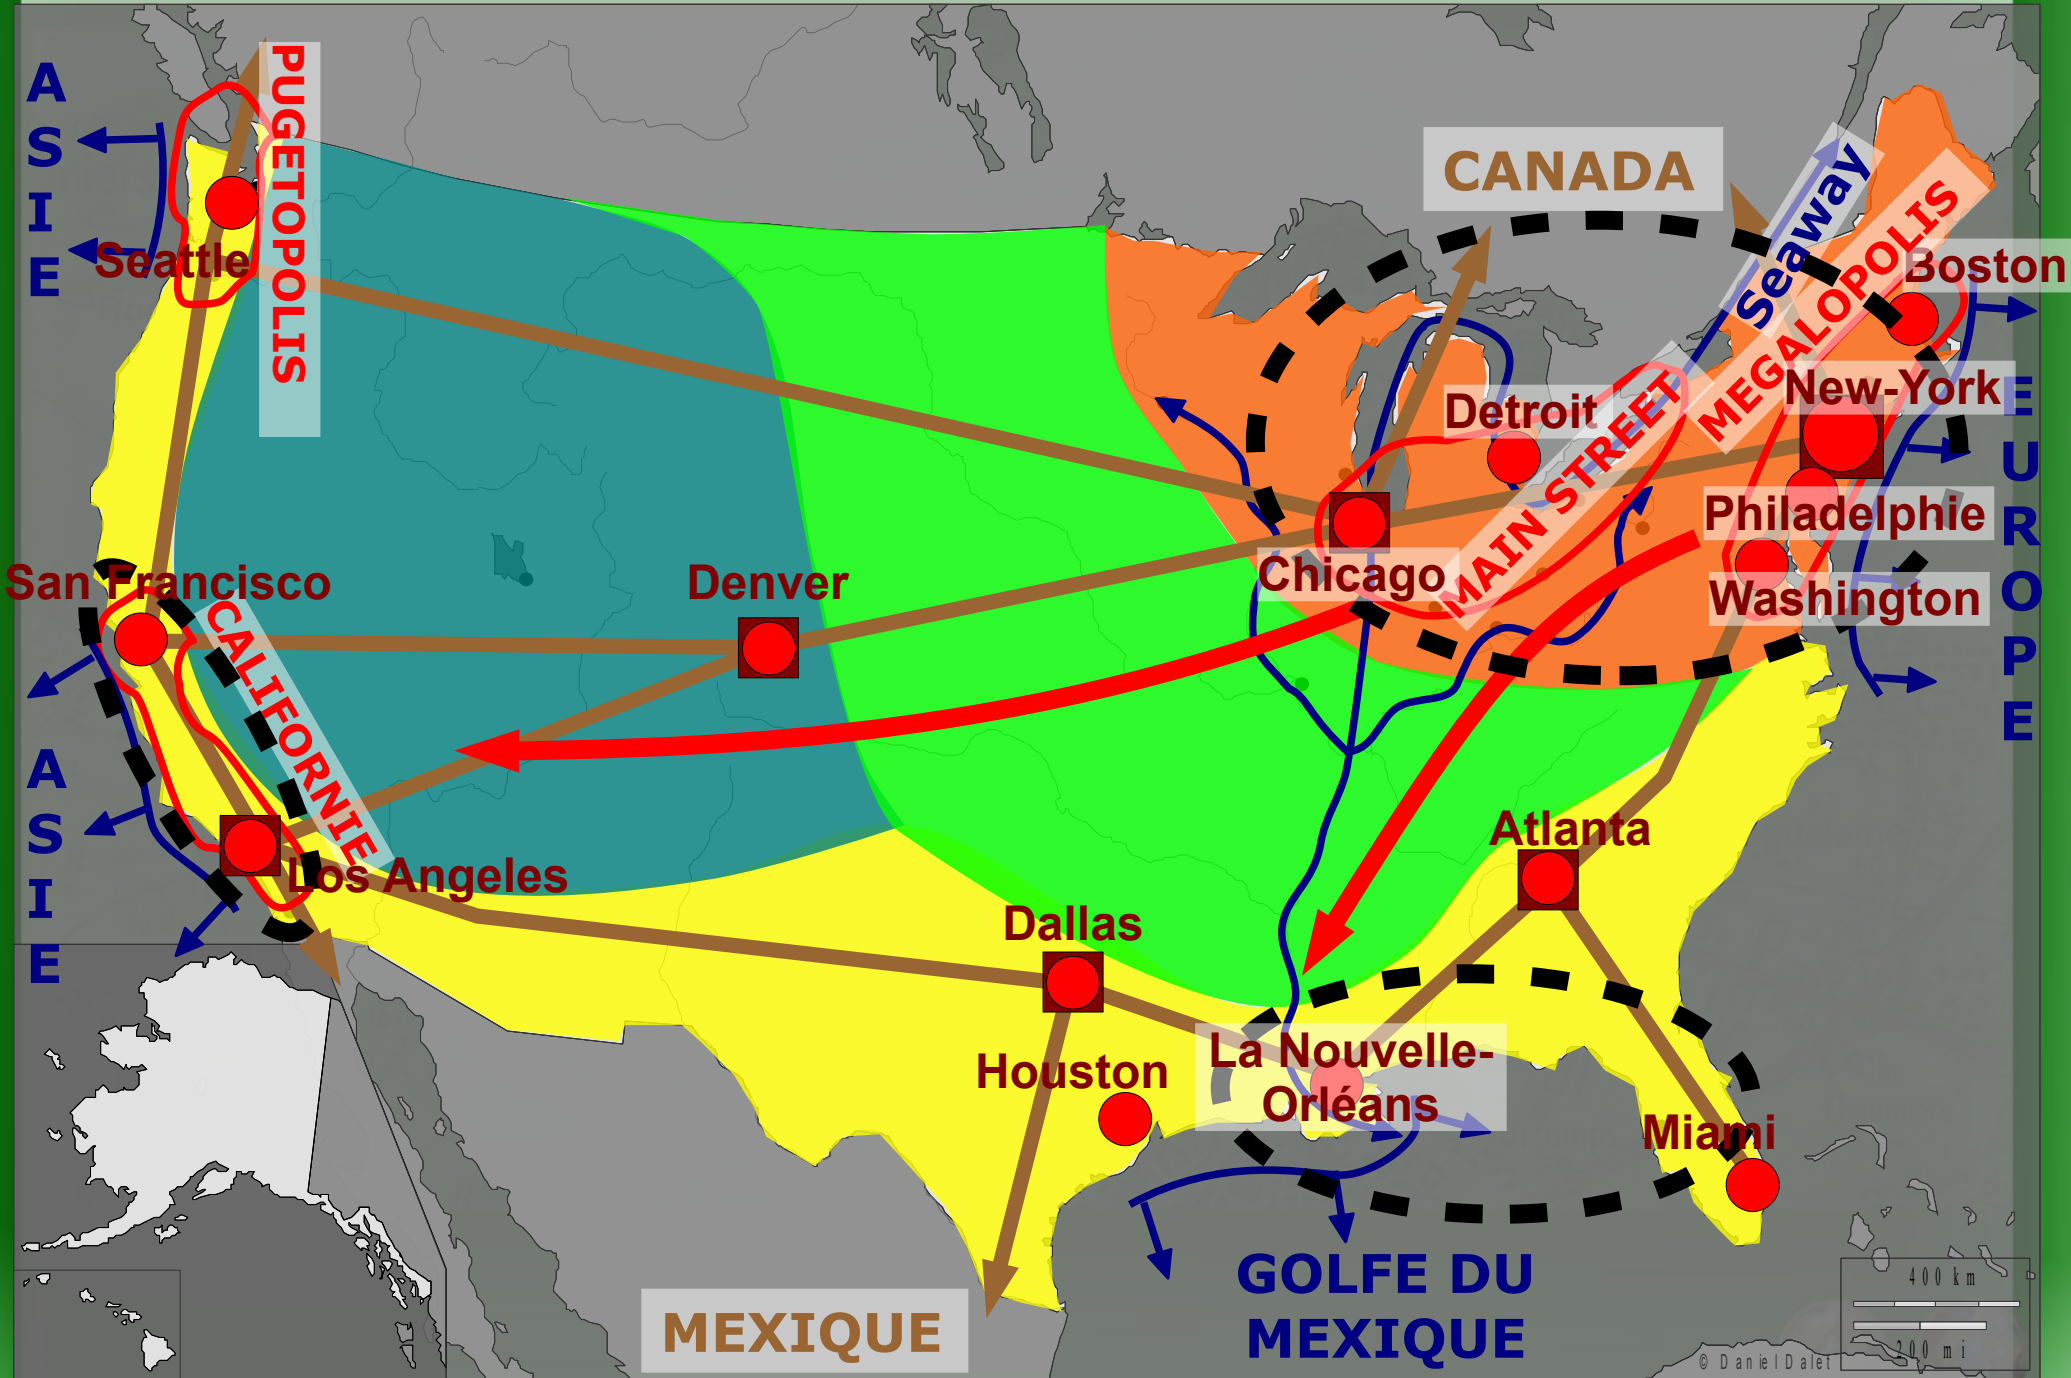 ASIE
PUGETOPOLIS
CANADA
Seaway
MEGALOPOLIS
Seattle
Boston
New-York
EUROPE
Detroit
MAIN STREET
Philadelphie
Chicago
Washington
San Francisco
Denver
CALIFORNIE
ASIE
Los Angeles
Atlanta
Dallas
Houston
La Nouvelle-
Orléans
Miami
GOLFE DU
MEXIQUE
MEXIQUE
400 km
200 mi
© Daniel Dalet